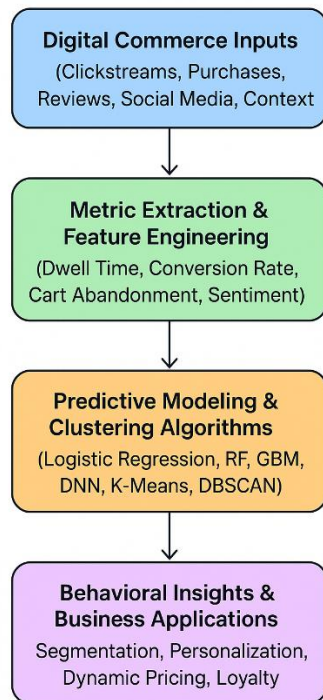 Digital Commerce Inputs
(Clickstreams, Purchases,
Reviews, Social Media, Context
Metric Extraction &
Feature Engineering
(Dwell Time, Conversion Rate,
Cart Abandonment, Sentiment)
Predictive Modeling &
Clustering Algorithms
(Logistic Regression, RF, GBM,
DNN, K-Means, DBSCAN)
Behavioral Insights &
Business Applications
Segmentation, Personalization,
Dynamic Pricing, Loyalty